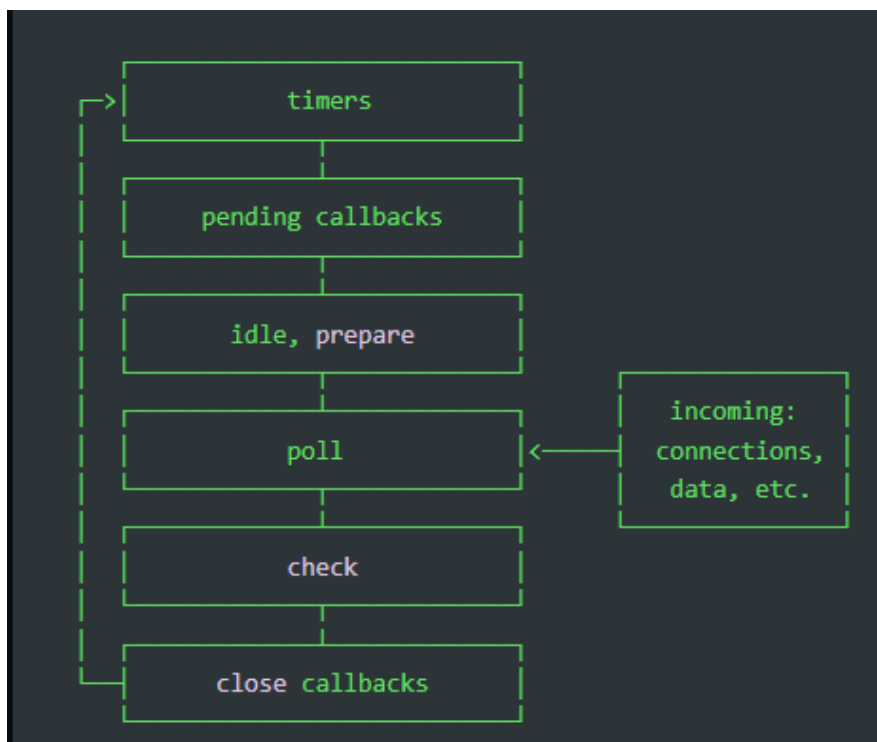 timers
pending callbacks
idle, prepare
poll
incoming:
connections,
data, etc.
check
close callbacks